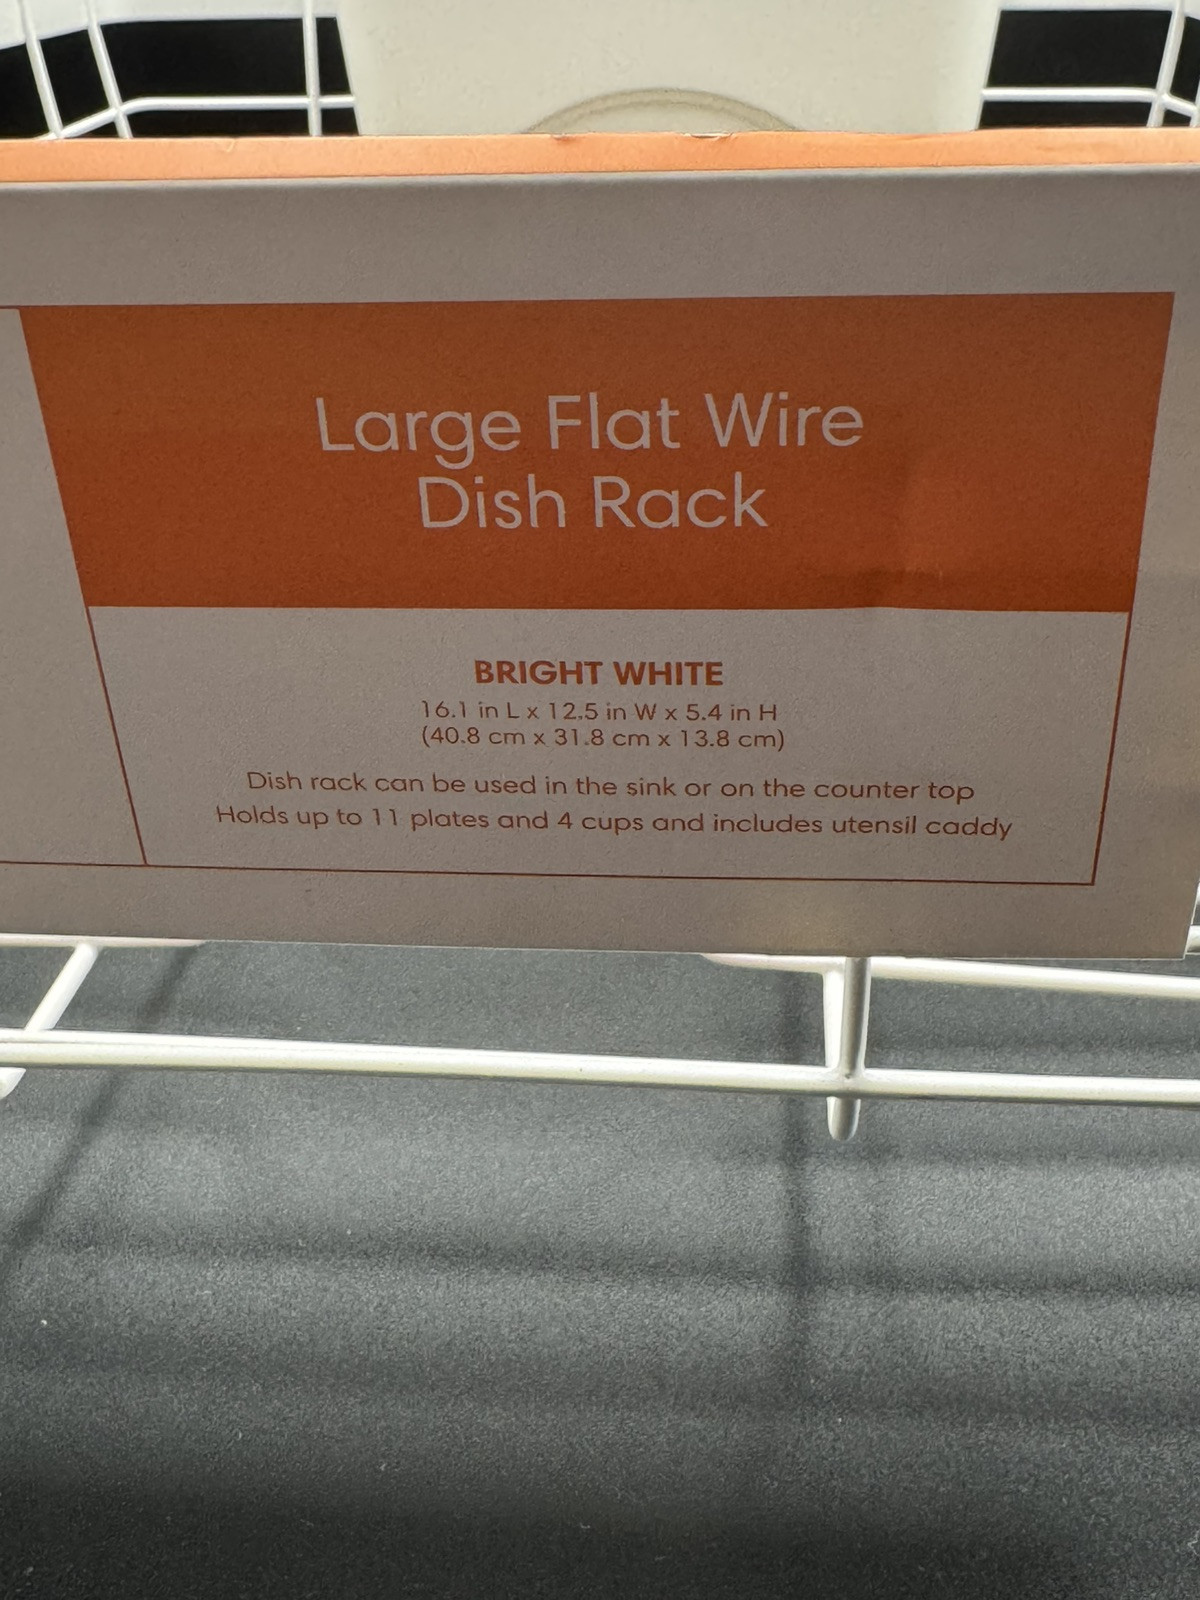 Large Flat Wire
Dish Rack
BRIGHT WHITE
16.1 in L x 12.5 in W x 5.4 in H
(40.8 cm x 31.8 cm x 13.8 cm)
Dish rack can be used in the sink or on the counter top
Holds up to 11 plates and 4 cups and includes utensil caddy